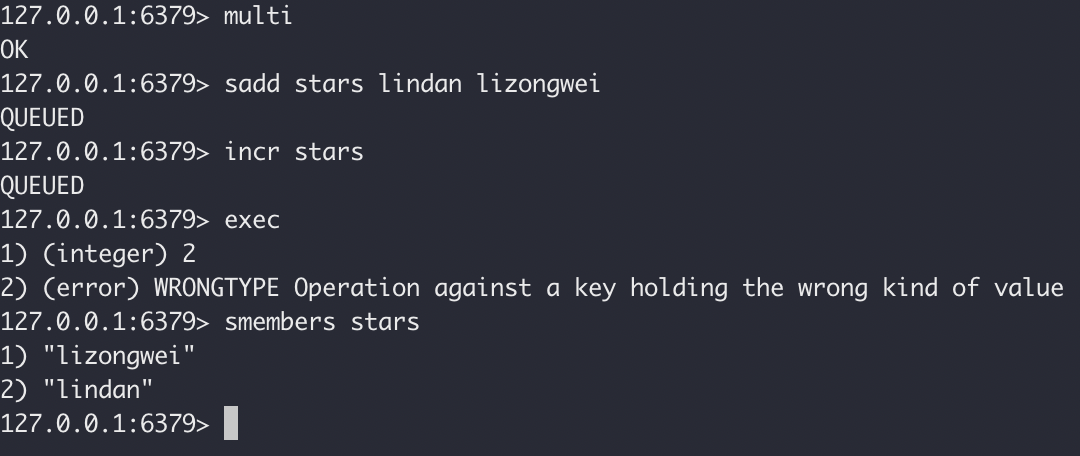 127.0.0.1:6379> multi
OK
127.0.0.1:6379> sadd stars lindan lizongwei
QUEUED
127.0.0.1:6379> incr stars
QUEUED
127.0.0.1:6379> exec
1) (integer) 2
2) (error) WRONGTYPE Operation against a key holding the wrong kind of value
127.0.0.1:6379> smembers stars
1) "lizongwei"
2) "lindan"
127.0.0.1:6379>